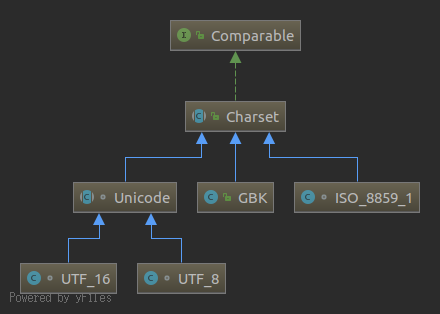 Comparable
Charset
Unicode
GBK
ISO_8859_1
UTF_16
UTF_8
Powered by yFiles